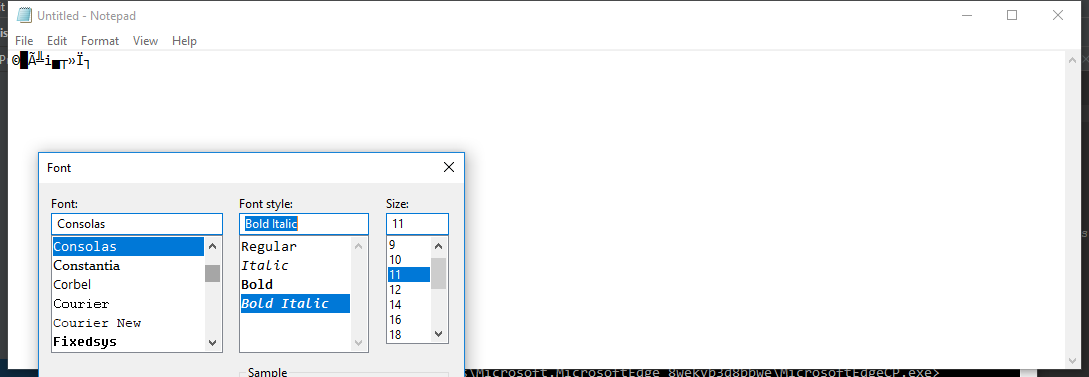 Untitled - Notepad
File Edit Format View Help
Font
Font: Font style: Size:
Consolas Bold Italic 11
Consolas
Constantia
Corbel
Courier
Courier New
Fixedsys
Regular
Italic
Bold
Bold Italic
9
10
11
12
14
16
18
Sample
\Microsoft.MicrosoftEdge_8wekyb3d8bbwe\MicrosoftEdgeCP.exe>